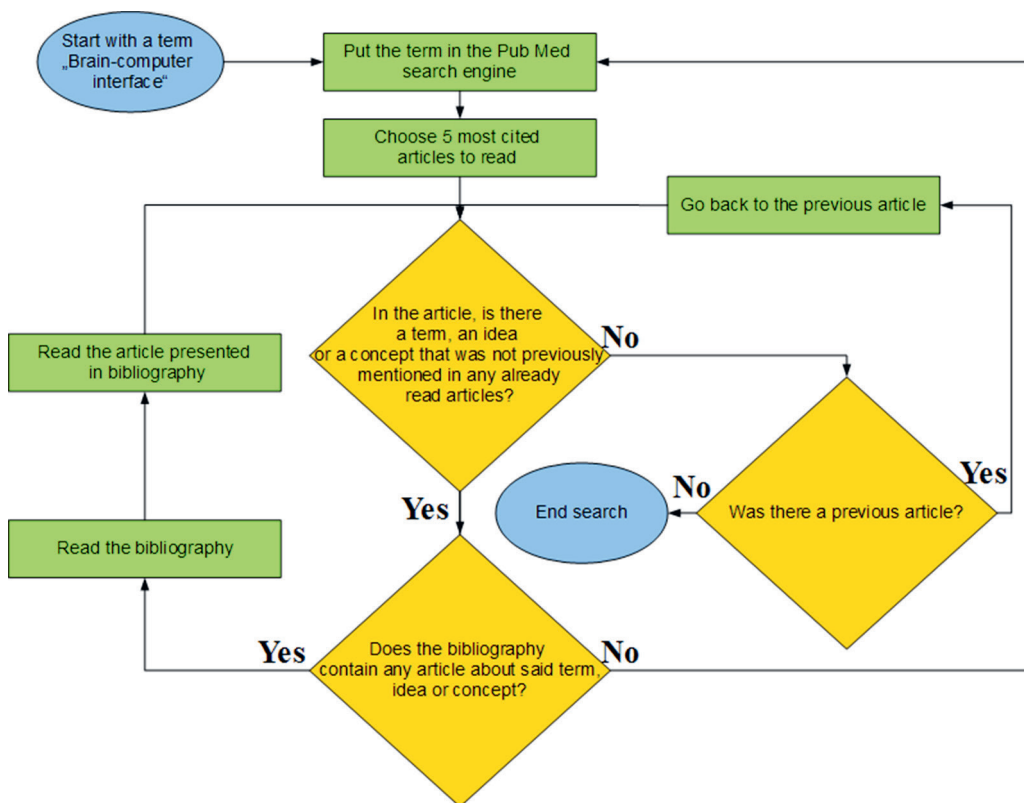 Start with a term
„Brain-computer
interface“
Put the term in the Pub Med
search engine
Choose 5 most cited
articles to read
Go back to the previous article
In the article, is there
a term, an idea
or a concept that was not previously
mentioned in any already
read articles?
No
Read the article presented
in bibliography
Yes
No
Yes
End search
Was there a previous article?
Read the bibliography
Yes
Does the bibliography
contain any article about said term,
idea or concept?
No